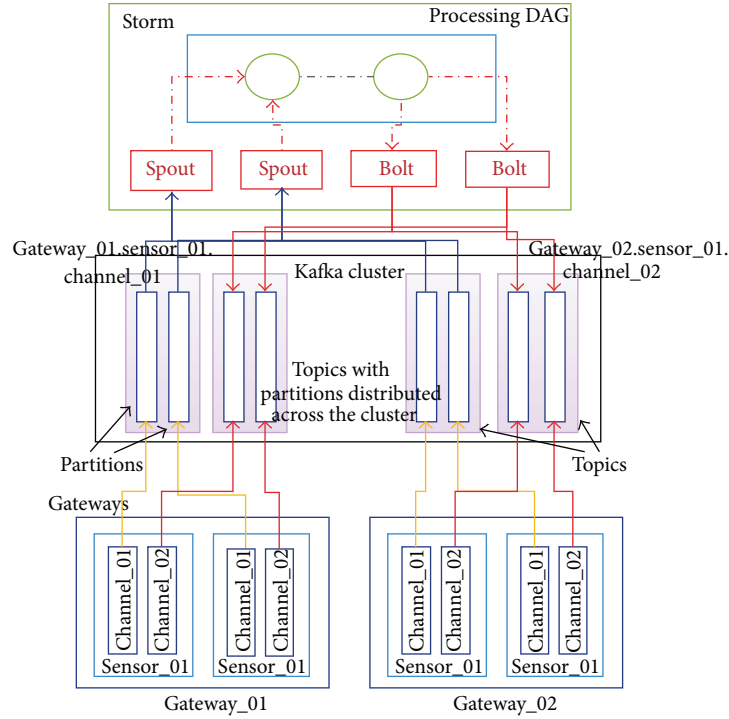 Storm
Processing DAG
Spout
Spout
Bolt
Bolt
Gateway_01.sensor_01.
channel_01
Gateway_02.sensor_01.
channel_02
Kafka cluster
Topics with
partitions distributed
across the cluster
Partitions
Topics
Gateways
Channel_01
Channel_02
Channel_01
Channel_02
Channel_01
Channel_02
Channel_01
Channel_02
Sensor_01
Sensor_01
Sensor_01
Sensor_01
Gateway_01
Gateway_02